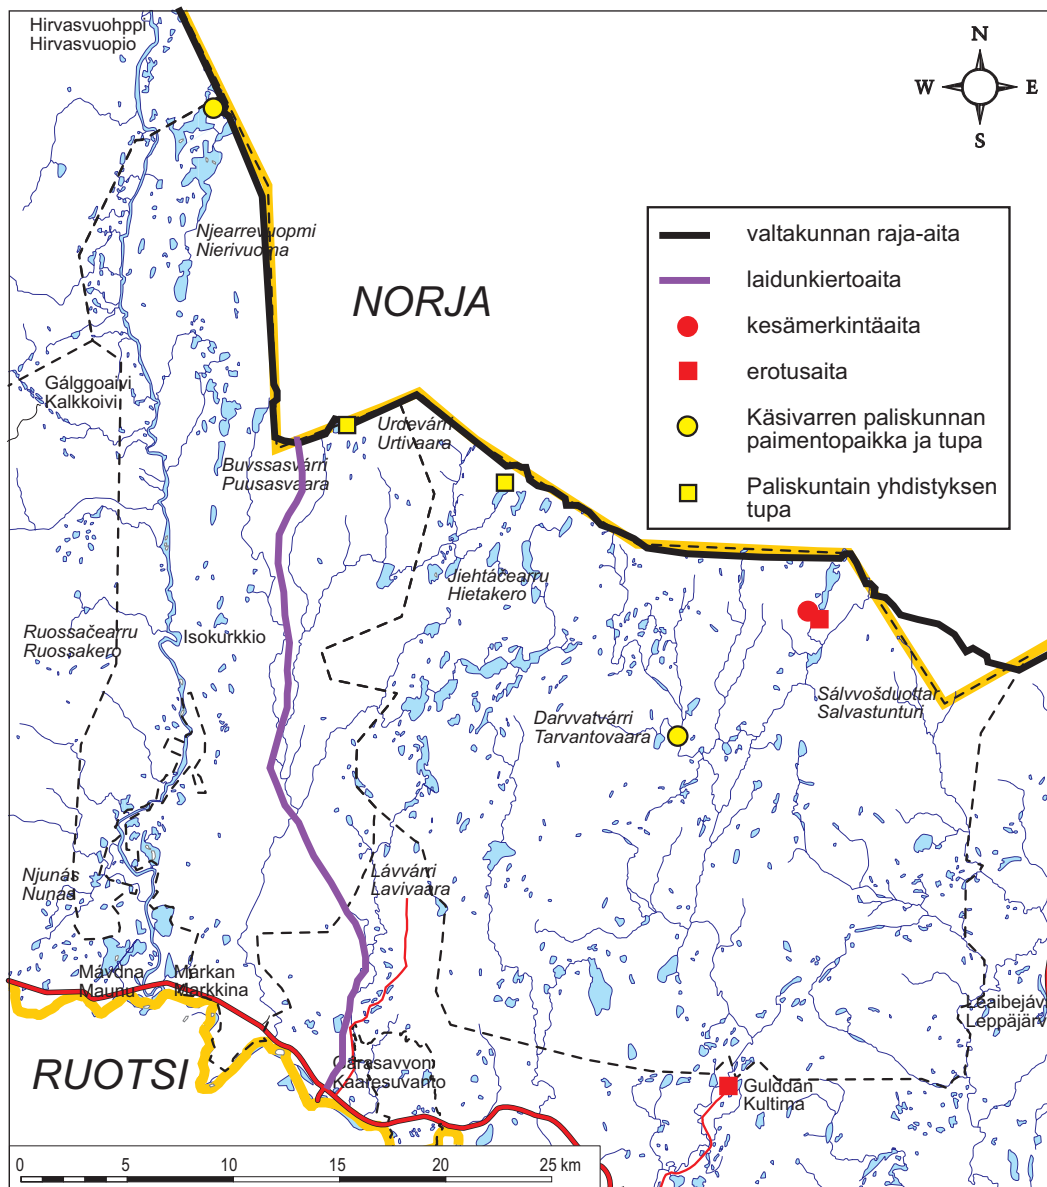 Hirvasvuohppi
Hirvasvuopio
N
W
E
S
Njearrevuopmi
Nierivuoma
NORJA
valtakunnan raja-aita
laidunkiertoaita
kesämerkintäaita
erotusaita
Käsivarren paliskunnan
paimentopaikka ja tupa
Paliskuntain yhdistyksen
tupa
Gálggoaivi
Kalkkoivi
Urdevárri
Urtivaara
Buvssasvárri
Puusasvaara
Jiehtáčearru
Hietakero
Ruossačearru
Ruossakero
Isokurkkio
Sálvvošduottar
Salvastunturi
Darvvatvárri
Tarvantovaara
Njunás
Nunas
Lávvárri
Lavivaara
Mávdna
Maunu
Márkan
Markkina
Leaibejáv
Leppäjärv
RUOTSI
Gárasavvon
Kaaresuvanto
Gulddán
Kultima
0
5
10
15
20
25 km